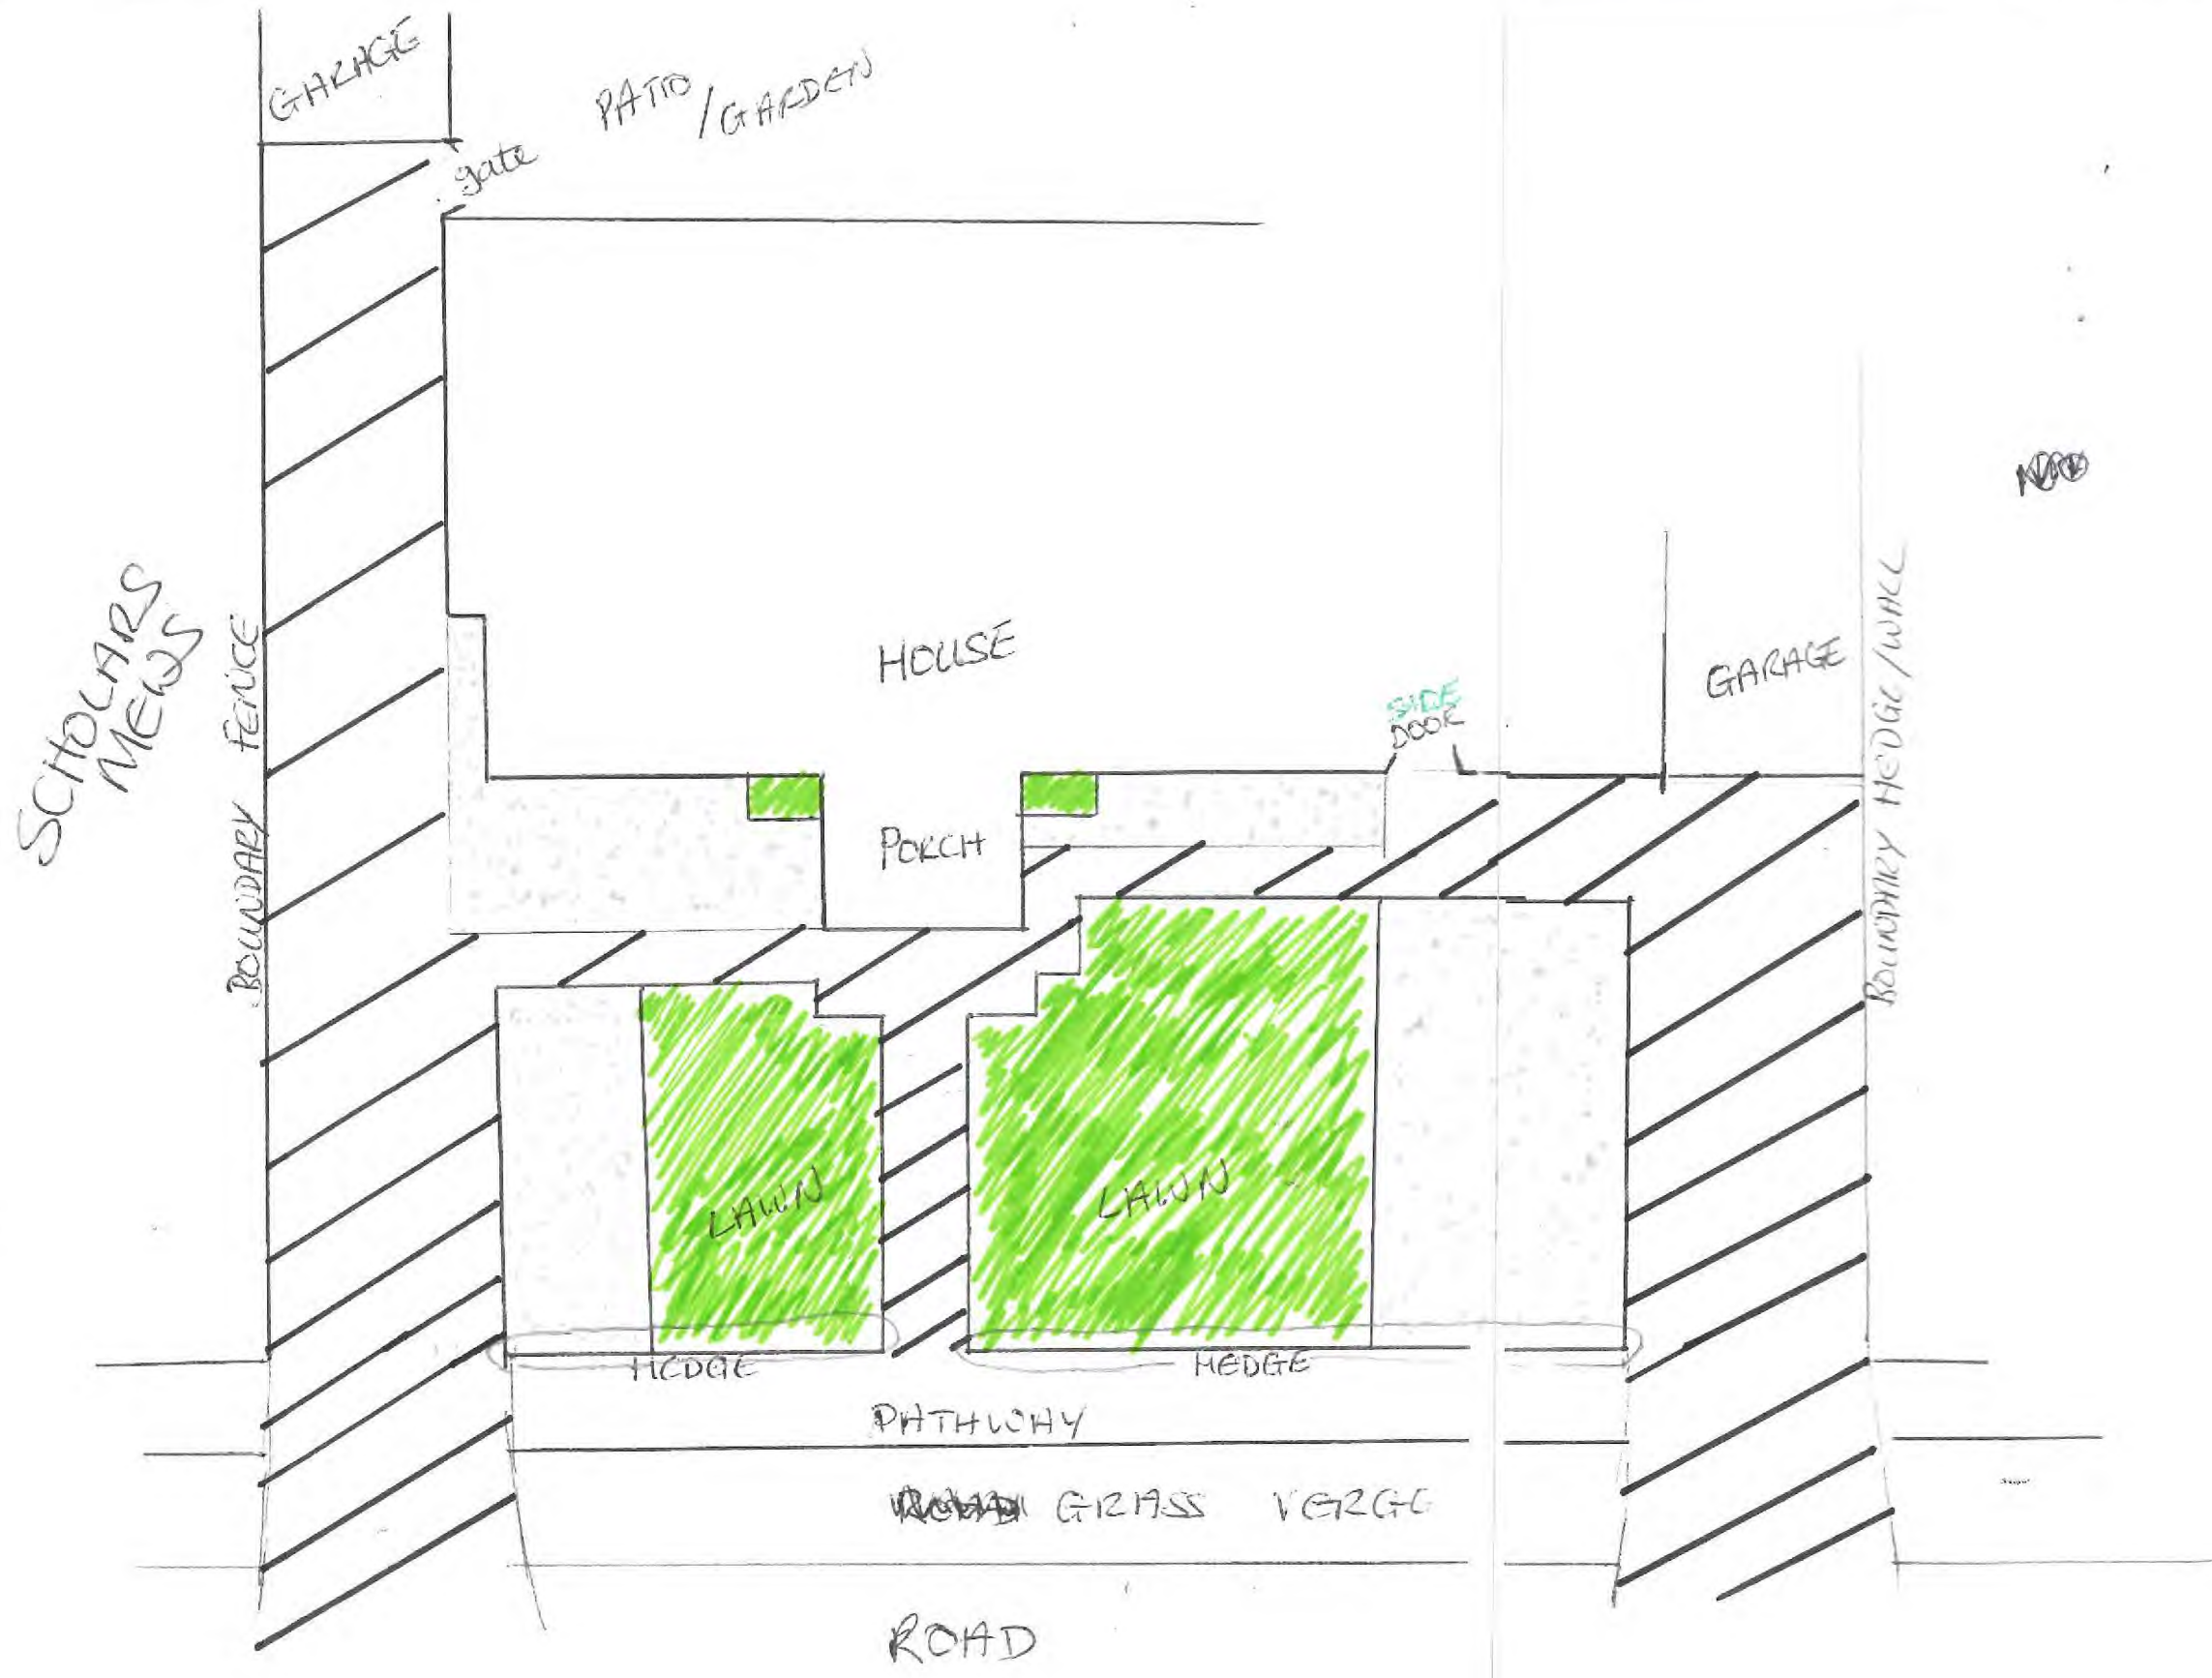 GARAGE
PATIO
/GARDEN
gate
SCHOLARS
MEWS
BOUNDARY FENCE
HOUSE
SIDE
DOOR
GARAGE
BOUNDARY HEDGE/WALL
PORCH
LAWN
LAWN
HEDGE
HEDGE
PATHWAY
GRASS VERGE
ROAD